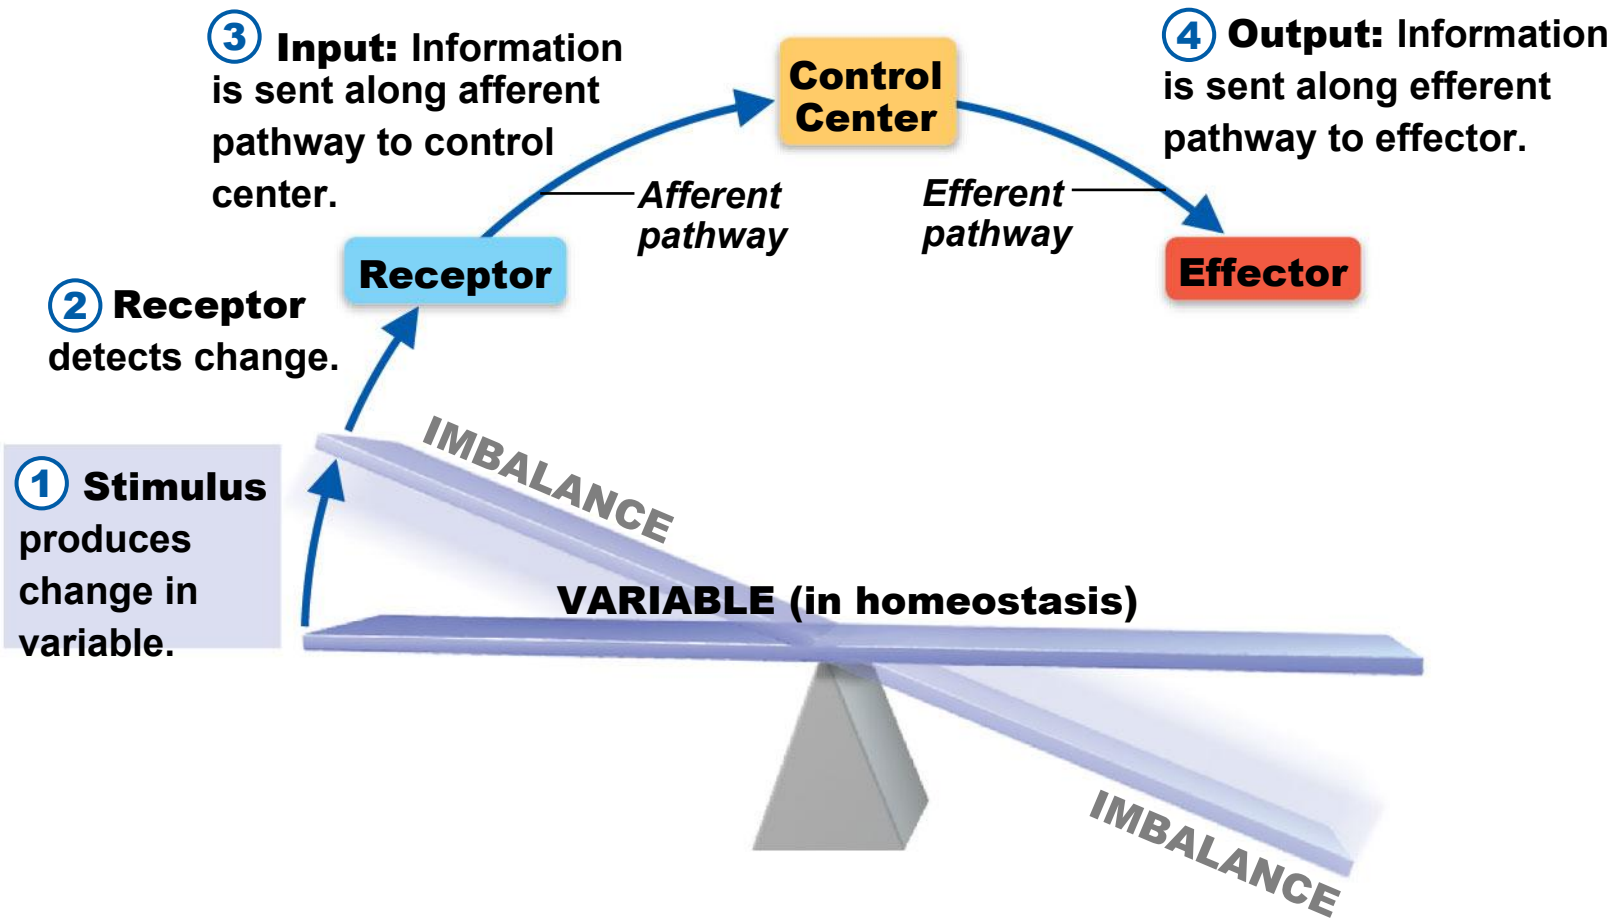 3 Input: Information
is sent along afferent
pathway to control
center.
Control
Center
4 Output: Information
is sent along efferent
pathway to effector.
Afferent
pathway
Efferent
pathway
Receptor
Effector
2 Receptor
detects change.
IMBALANCE
1 Stimulus
produces
change in
variable.
VARIABLE (in homeostasis)
IMBALANCE